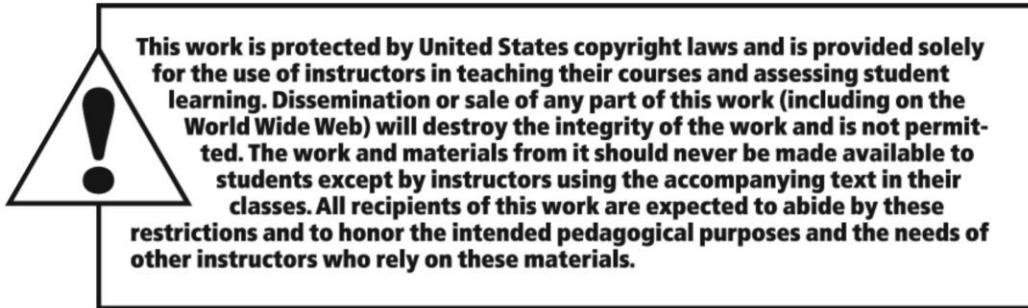 This work is protected by United States copyright laws and is provided solely
for the use of instructors in teaching their courses and assessing student
learning. Dissemination or sale of any part of this work (including on the
World Wide Web) will destroy the integrity of the work and is not permit-
ted. The work and materials from it should never be made available to
students except by instructors using the accompanying text in their
classes. All recipients of this work are expected to abide by these
restrictions and to honor the intended pedagogical purposes and the needs of
other instructors who rely on these materials.